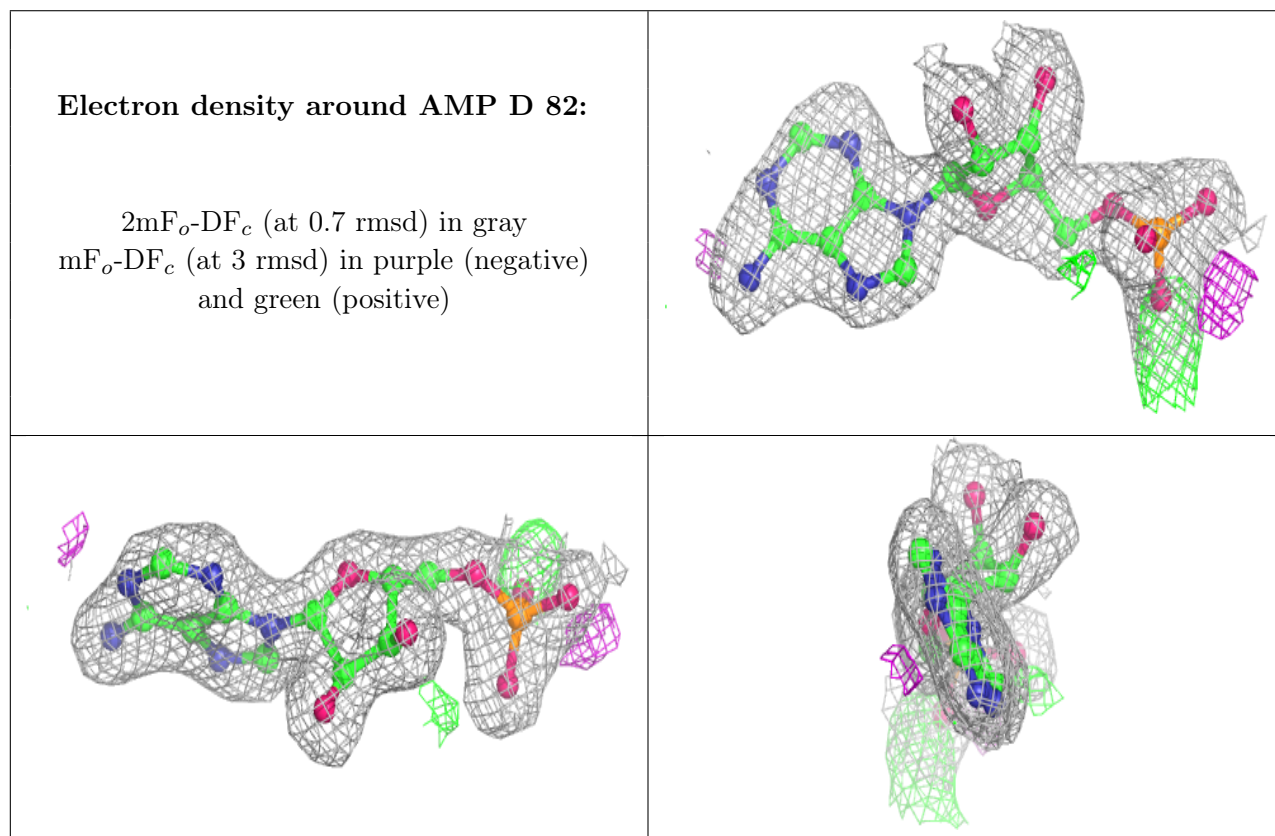 Electron density around AMP D 82:
2mFₒ-DF𝑐 (at 0.7 rmsd) in gray
mFₒ-DF𝑐 (at 3 rmsd) in purple (negative)
and green (positive)